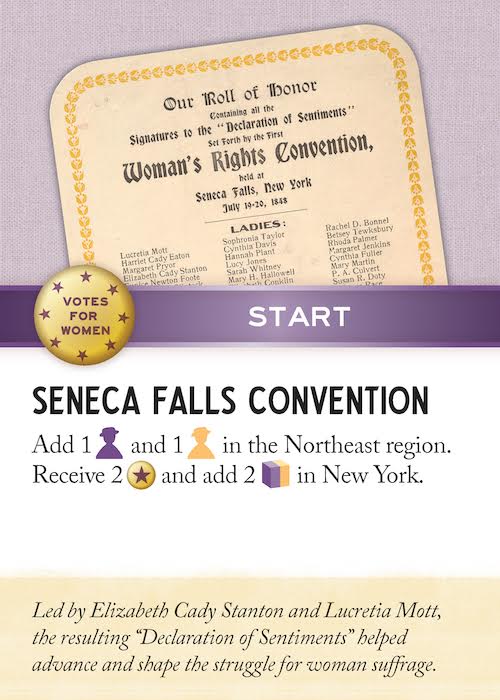 Our Roll of Honor
Containing all the
Signatures to the "Declaration of Sentiments"
Set Forth by the First
Woman's Rights Convention,
held at
Seneca Falls, New York
July 19-20, 1848
LADIES:
Lucretia Mott
Harriet Cady Eaton
Margaret Pryor
Elizabeth Cady Stanton
Newton Foote
Sophronia Taylor
Cynthia Davis
Hannah Plant
Lucy Jones
Sarah Whitney
Mary H. Hallowell
Conklin
Rachel D. Bonnel
Betsey Tewksbury
Rhoda Palmer
Margaret Jenkins
Cynthia Fuller
Mary Martin
P. A. Culvert
Susan R. Doty
VOTES
FOR
WOMEN
START
SENECA FALLS CONVENTION
Add 1 and 1 in the Northeast region.
Receive 2 and add 2 in New York.
Led by Elizabeth Cady Stanton and Lucretia Mott,
the resulting "Declaration of Sentiments" helped
advance and shape the struggle for woman suffrage.